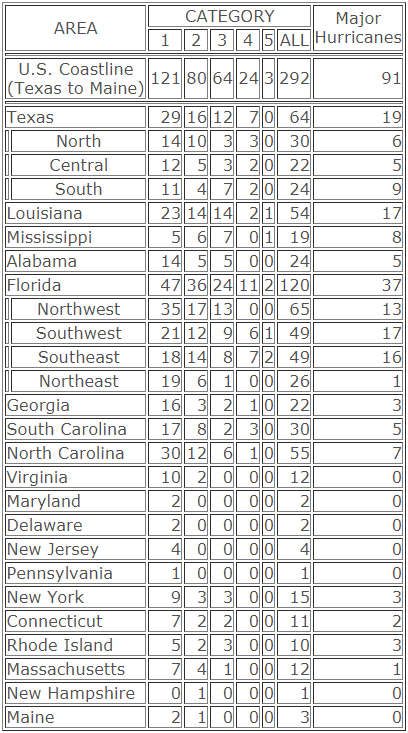 AREA CATEGORY Major Hurricanes
1 2 3 4 5 ALL
U.S. Coastline (Texas to Maine) 121 80 64 24 3 292 91
Texas 29 16 12 7 0 64 19
North 14 10 3 3 0 30 6
Central 12 5 3 2 0 22 5
South 11 4 7 2 0 24 9
Louisiana 23 14 14 2 1 54 17
Mississippi 5 6 7 0 1 19 8
Alabama 14 5 5 0 0 24 5
Florida 47 36 24 11 2 120 37
Northwest 35 17 13 0 0 65 13
Southwest 21 12 9 6 1 49 17
Southeast 18 14 8 7 2 49 16
Northeast 19 6 1 0 0 26 1
Georgia 16 3 2 1 0 22 3
South Carolina 17 8 2 3 0 30 5
North Carolina 30 12 6 1 0 55 7
Virginia 10 2 0 0 0 12 0
Maryland 2 0 0 0 0 2 0
Delaware 2 0 0 0 0 2 0
New Jersey 4 0 0 0 0 4 0
Pennsylvania 1 0 0 0 0 1 0
New York 9 3 3 0 0 15 3
Connecticut 7 2 2 0 0 11 2
Rhode Island 5 2 3 0 0 10 3
Massachusetts 7 4 1 0 0 12 1
New Hampshire 0 1 0 0 0 1 0
Maine 2 1 0 0 0 3 0